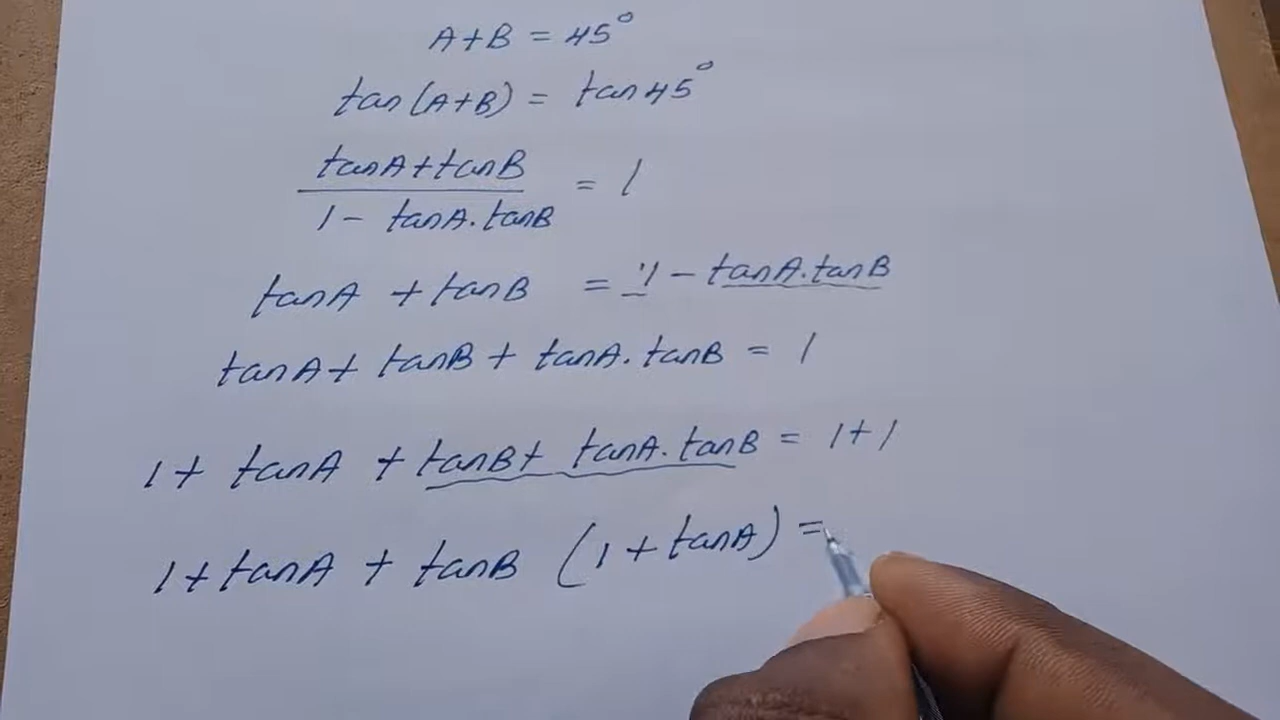 A+B = 45°
tan(A+B) = tan45°
tanA+tanB
1- tanA.tanB
= 1
tanA + tanB = 1 - tanA.tanB
tanA+ tanB + tanA.tanB = 1
1+ tanA + tanB+ tanA.tanB = 1+1
1+tanA + tanB (1+tanA) =